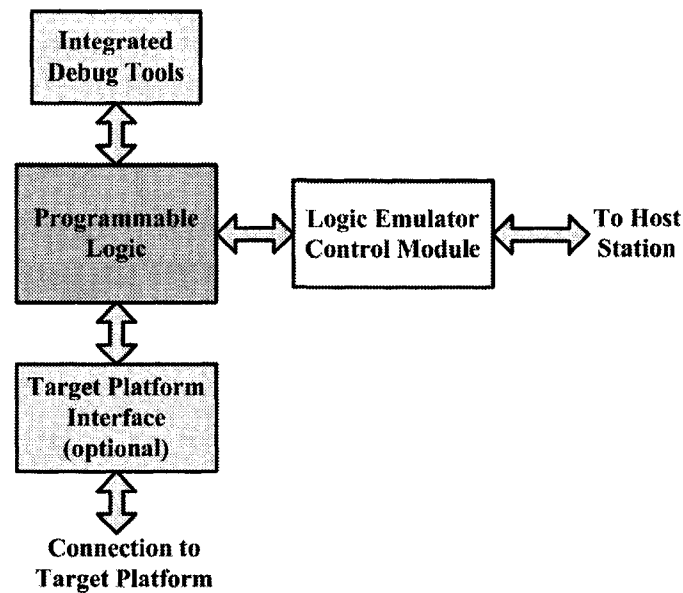 Integrated
Debug Tools
Programmable
Logic
Logic Emulator
Control Module
To Host
Station
Target Platform
Interface
(optional)
Connection to
Target Platform